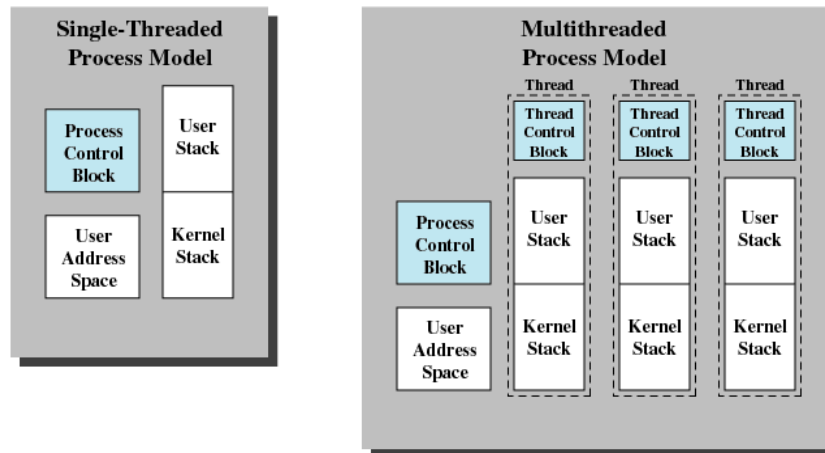 Single-Threaded
Process Model
Process
Control
Block
User
Stack
User
Address
Space
Kernel
Stack
Multithreaded
Process Model
Thread
Thread
Thread
Thread
Control
Block
Thread
Control
Block
Thread
Control
Block
Process
Control
Block
User
Stack
User
Stack
User
Stack
User
Address
Space
Kernel
Stack
Kernel
Stack
Kernel
Stack